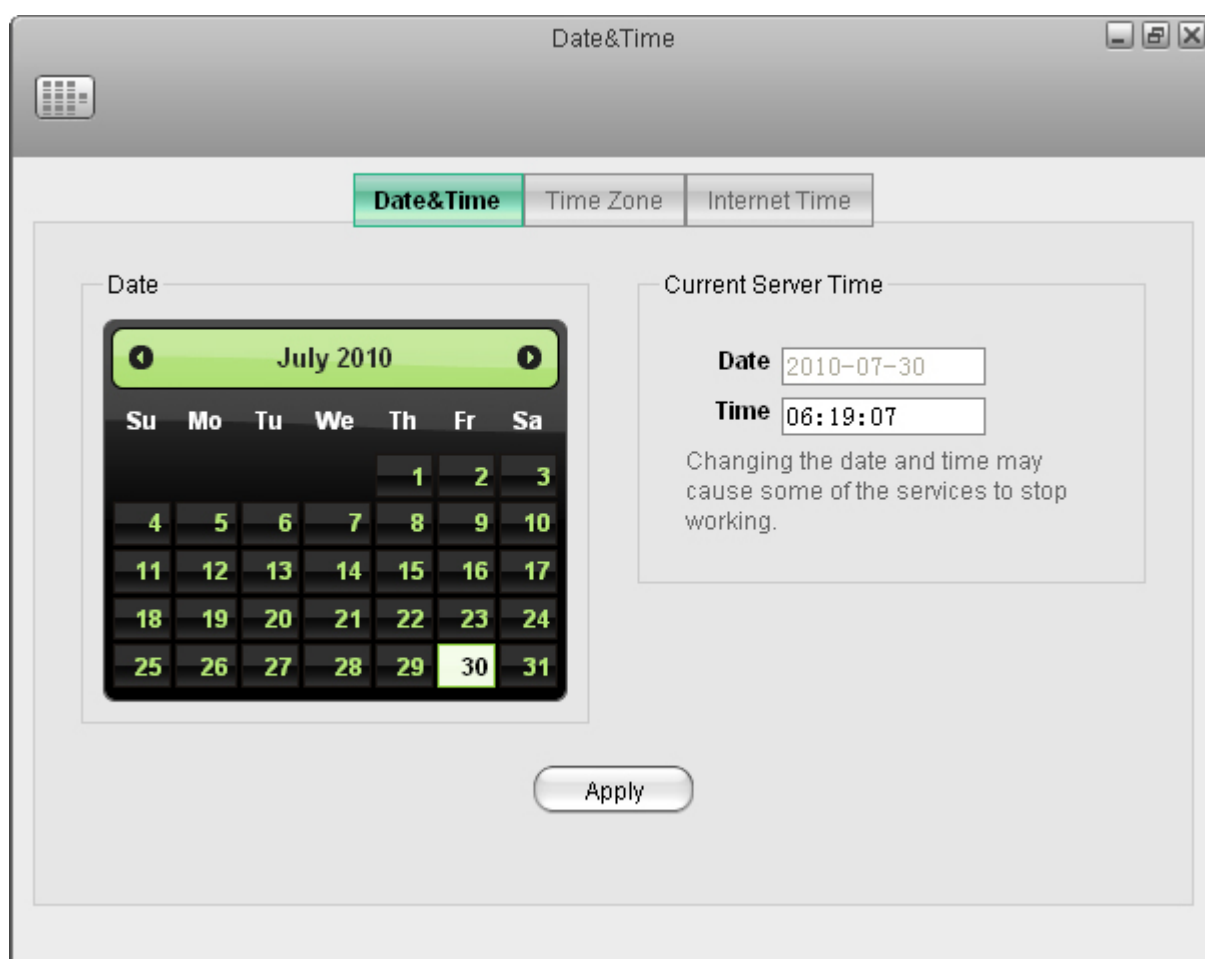 Date&Time
Date&Time Time Zone Internet Time
Date
July 2010
Su Mo Tu We Th Fr Sa
1 2 3
4 5 6 7 8 9 10
11 12 13 14 15 16 17
18 19 20 21 22 23 24
25 26 27 28 29 30 31
Current Server Time
Date 2010-07-30
Time 06:19:07
Changing the date and time may
cause some of the services to stop
working.
Apply